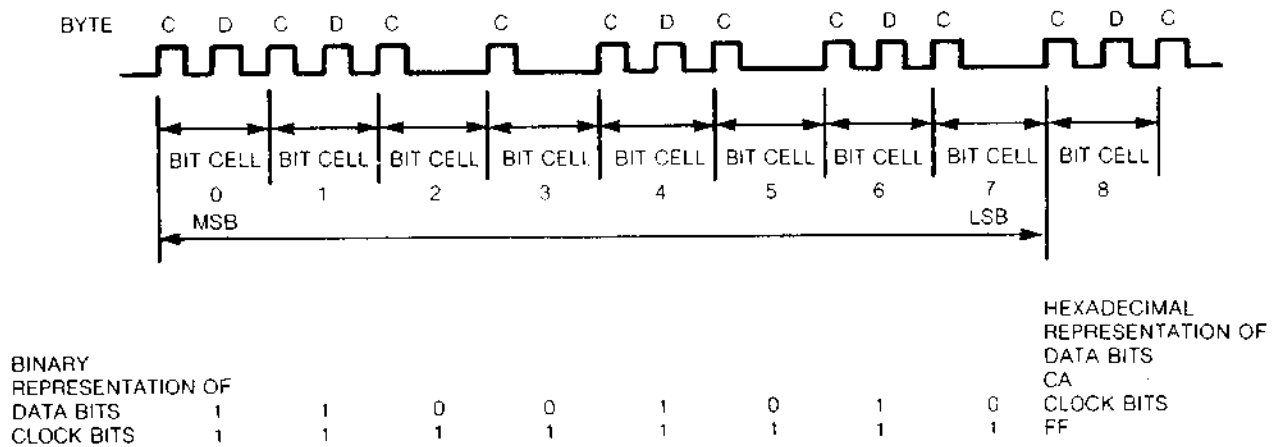 BYTE C D C D C C C D C C D C C D C
BIT CELL BIT CELL BIT CELL BIT CELL BIT CELL BIT CELL BIT CELL BIT CELL BIT CELL
0 1 2 3 4 5 6 7 8
MSB LSB
HEXADECIMAL
REPRESENTATION OF
BINARY DATA BITS
REPRESENTATION OF CA
DATA BITS 1 1 0 0 1 0 1 0 CLOCK BITS
CLOCK BITS 1 1 1 1 1 1 1 1 FF